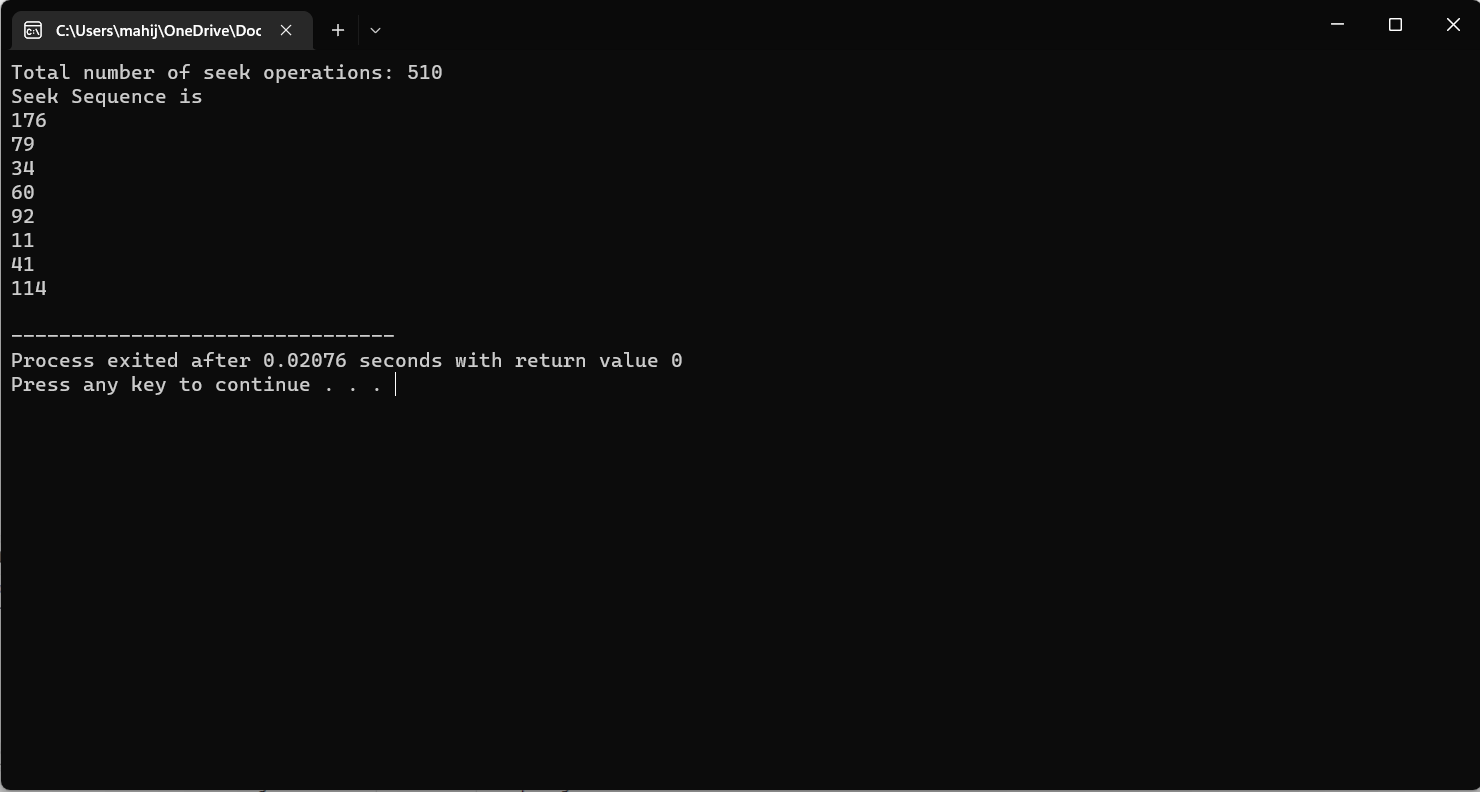 C:\Users\mahij\OneDrive\Doc
Total number of seek operations: 510
Seek Sequence is
176
79
34
60
92
11
41
114
--------------------------------
Process exited after 0.02076 seconds with return value 0
Press any key to continue . . .